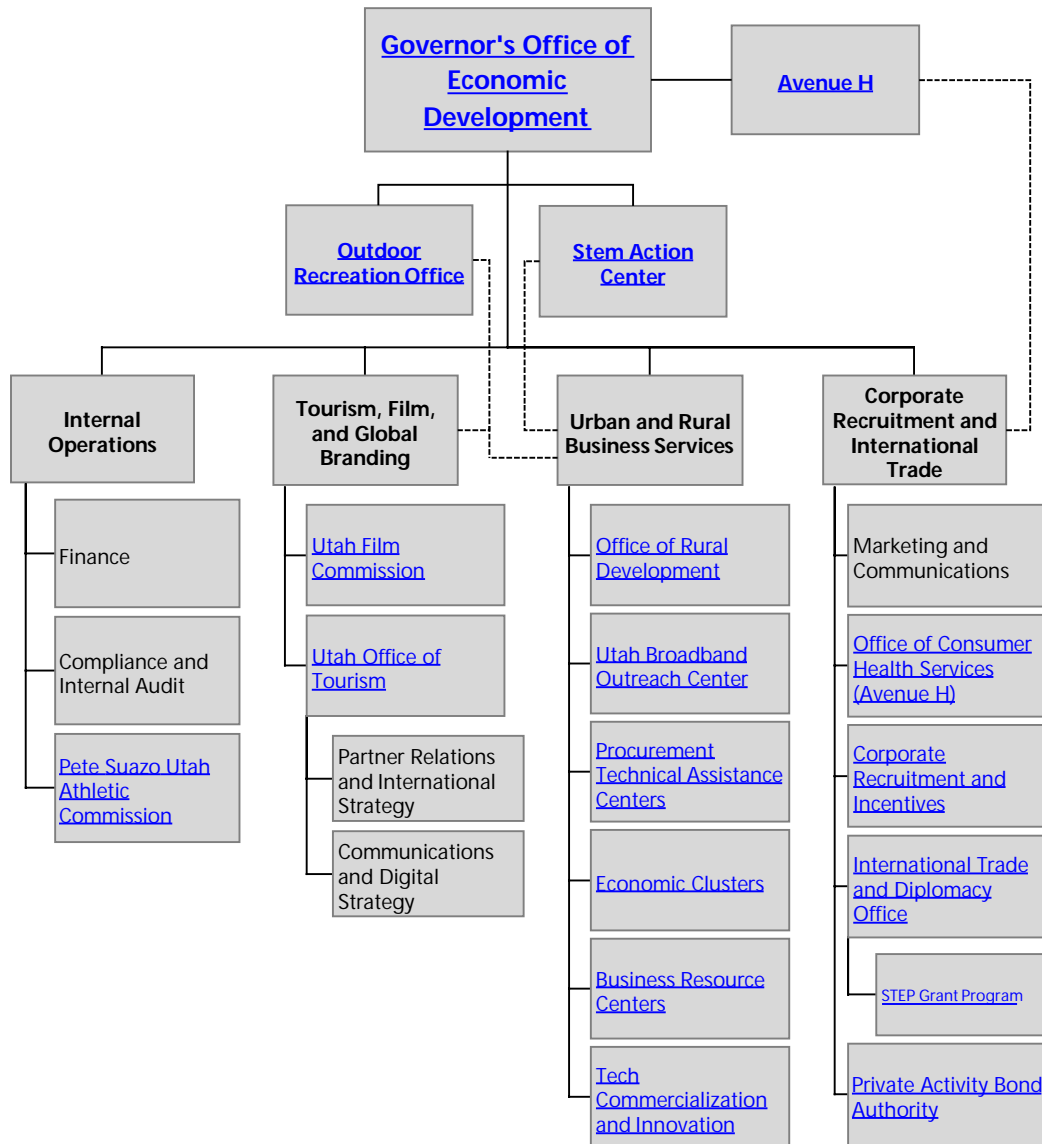 Governor's Office of
Economic
Development
Avenue H
Outdoor
Recreation Office
Stem Action
Center
Internal
Operations
Tourism, Film,
and Global
Branding
Urban and Rural
Business Services
Corporate
Recruitment and
International
Trade
Finance
Compliance and
Internal Audit
Pete Suazo Utah
Athletic
Commission
Utah Film
Commission
Utah Office of
Tourism
Partner Relations
and International
Strategy
Communications
and Digital
Strategy
Office of Rural
Development
Utah Broadband
Outreach Center
Procurement
Technical Assistance
Centers
Economic Clusters
Business Resource
Centers
Tech
Commercialization
and Innovation
Marketing and
Communications
Office of Consumer
Health Services
(Avenue H)
Corporate
Recruitment and
Incentives
International Trade
and Diplomacy
Office
STEP Grant Program
Private Activity Bond
Authority